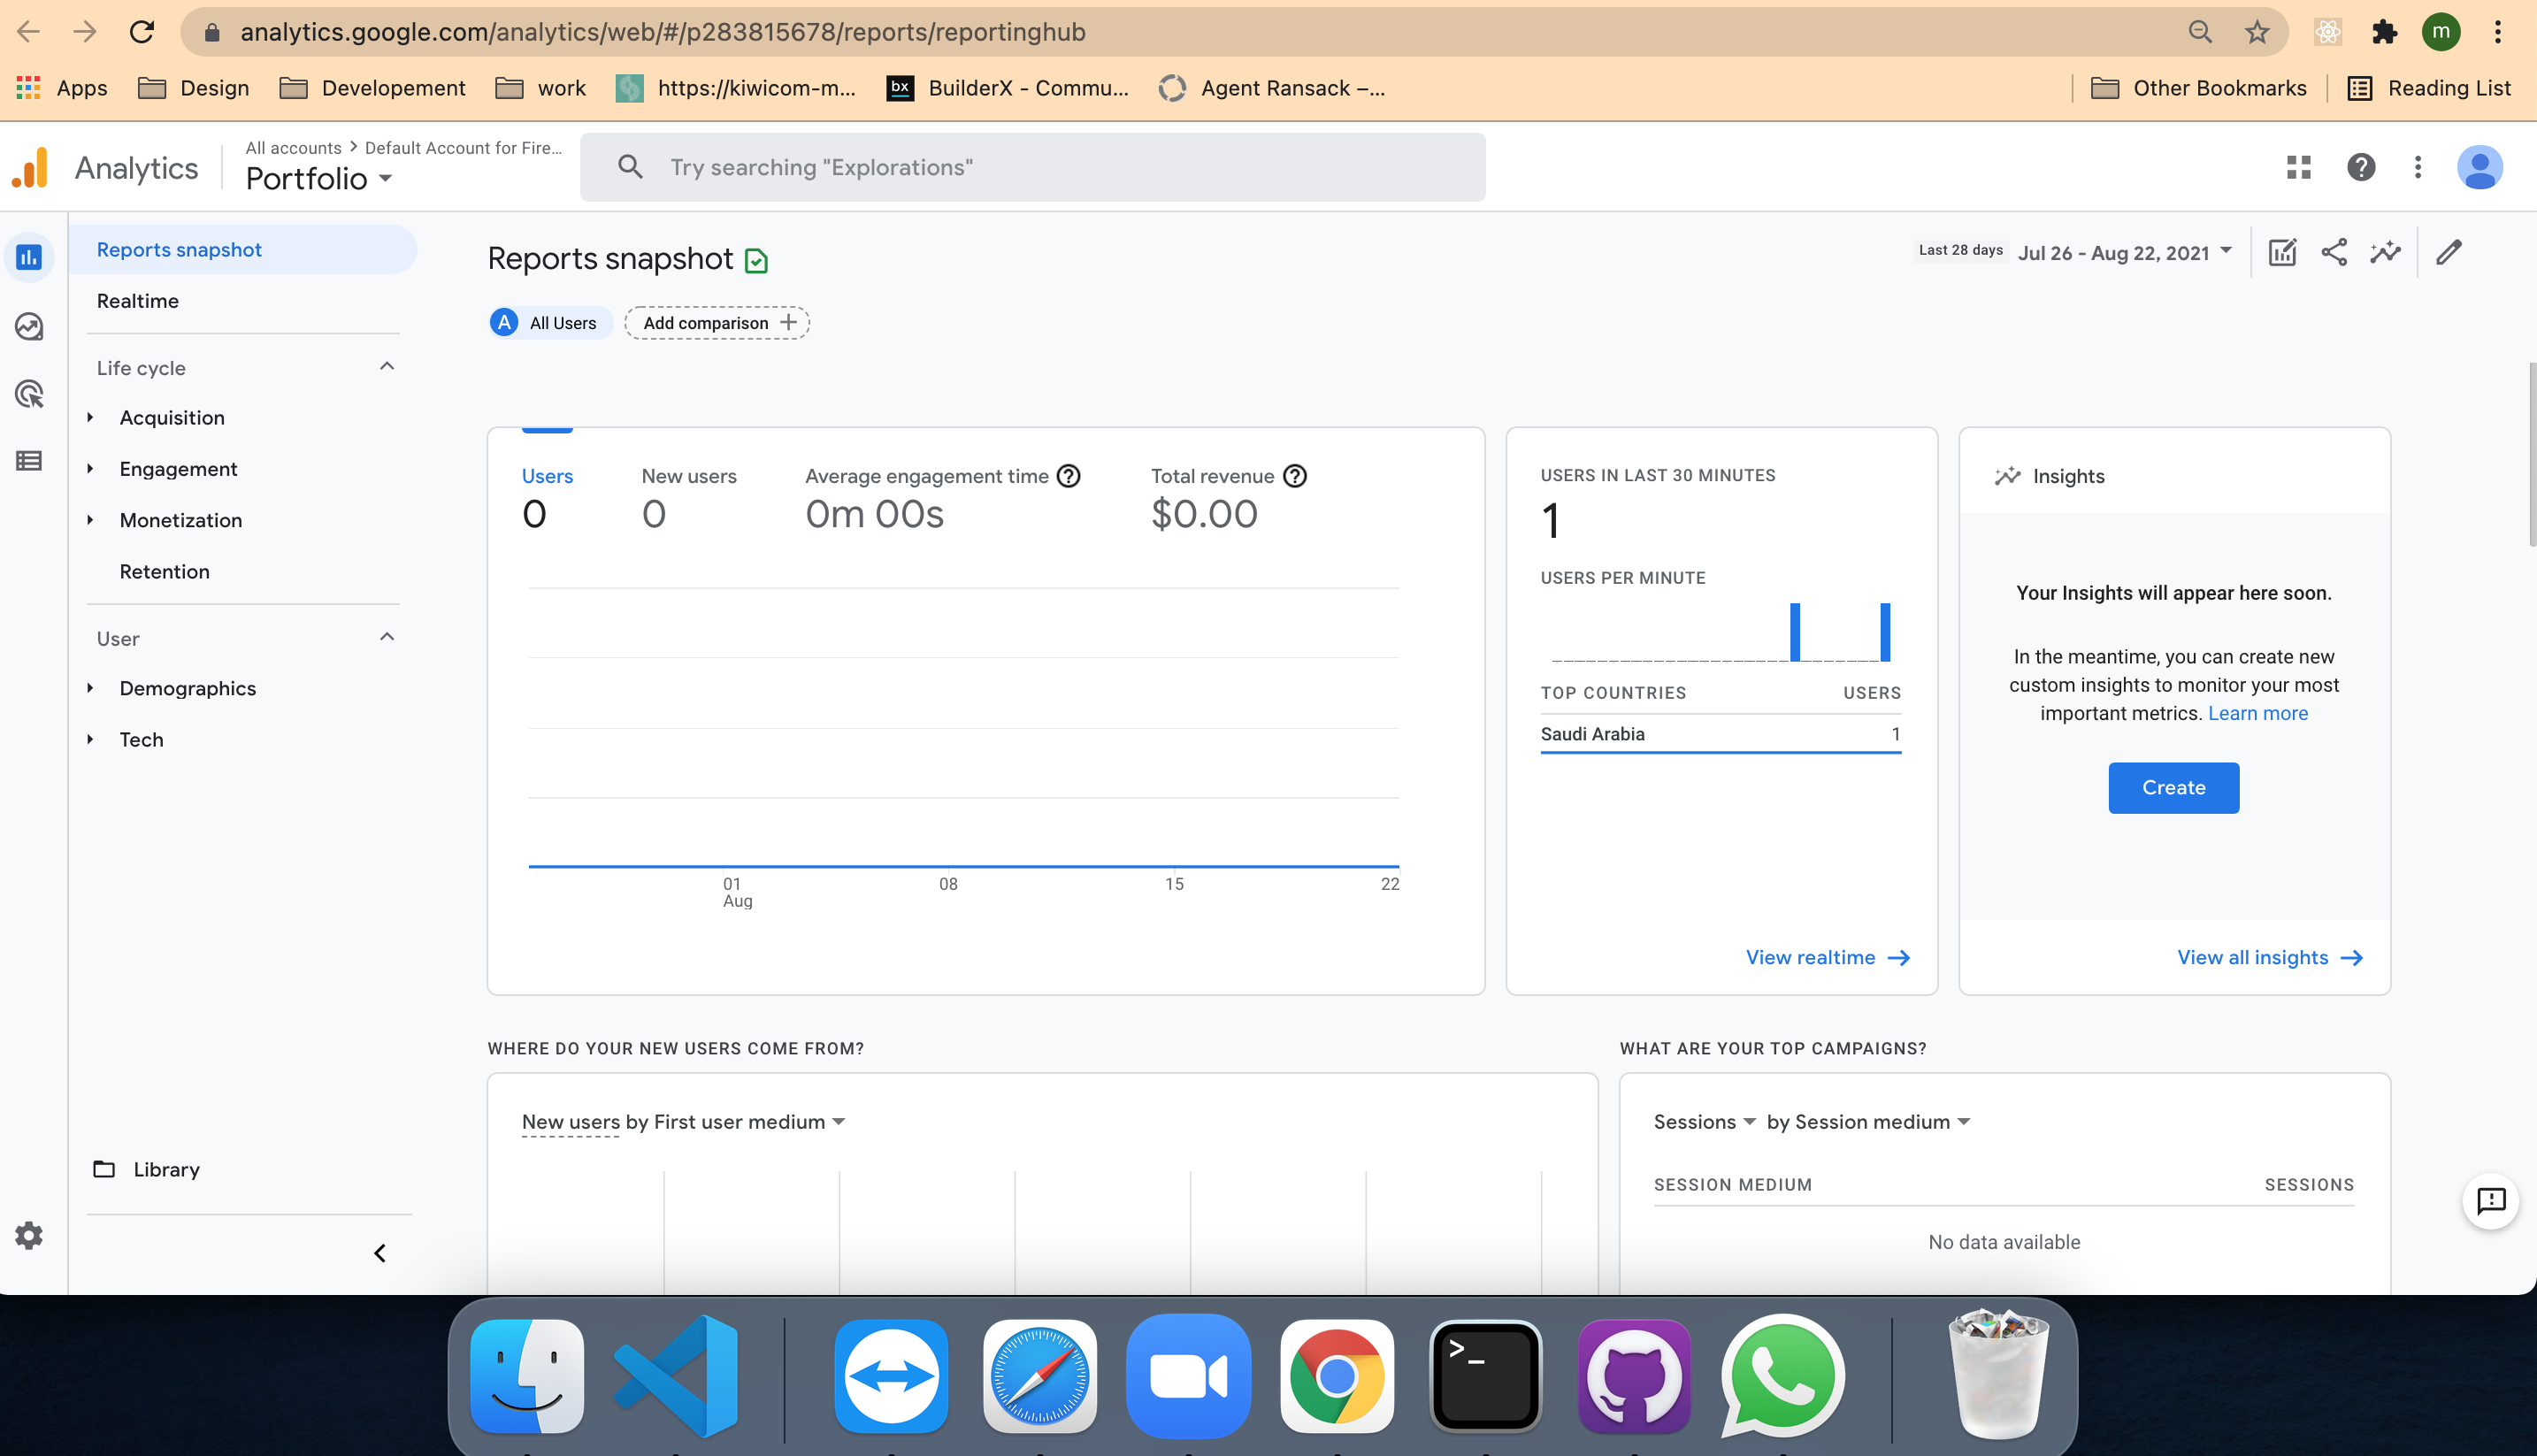 analytics.google.com/analytics/web/#/p283815678/reports/reportinghub
m
Apps
Design
Developement
work
https://kiwicom-m...
bx
BuilderX - Commu...
Agent Ransack –...
Other Bookmarks
Reading List
Analytics
All accounts > Default Account for Fire...
Portfolio
Try searching "Explorations"
Reports snapshot
Realtime
Life cycle
Acquisition
Engagement
Monetization
Retention
User
Demographics
Tech
Library
Reports snapshot
Last 28 days Jul 26 - Aug 22, 2021
A All Users
Add comparison +
Users
0
New users
0
Average engagement time
0m 00s
Total revenue
$0.00
01
Aug
08
15
22
USERS IN LAST 30 MINUTES
1
USERS PER MINUTE
TOP COUNTRIES USERS
Saudi Arabia 1
View realtime
Insights
Your Insights will appear here soon.
In the meantime, you can create new
custom insights to monitor your most
important metrics. Learn more
Create
View all insights
WHERE DO YOUR NEW USERS COME FROM?
New users by First user medium
WHAT ARE YOUR TOP CAMPAIGNS?
Sessions by Session medium
SESSION MEDIUM SESSIONS
No data available
>_